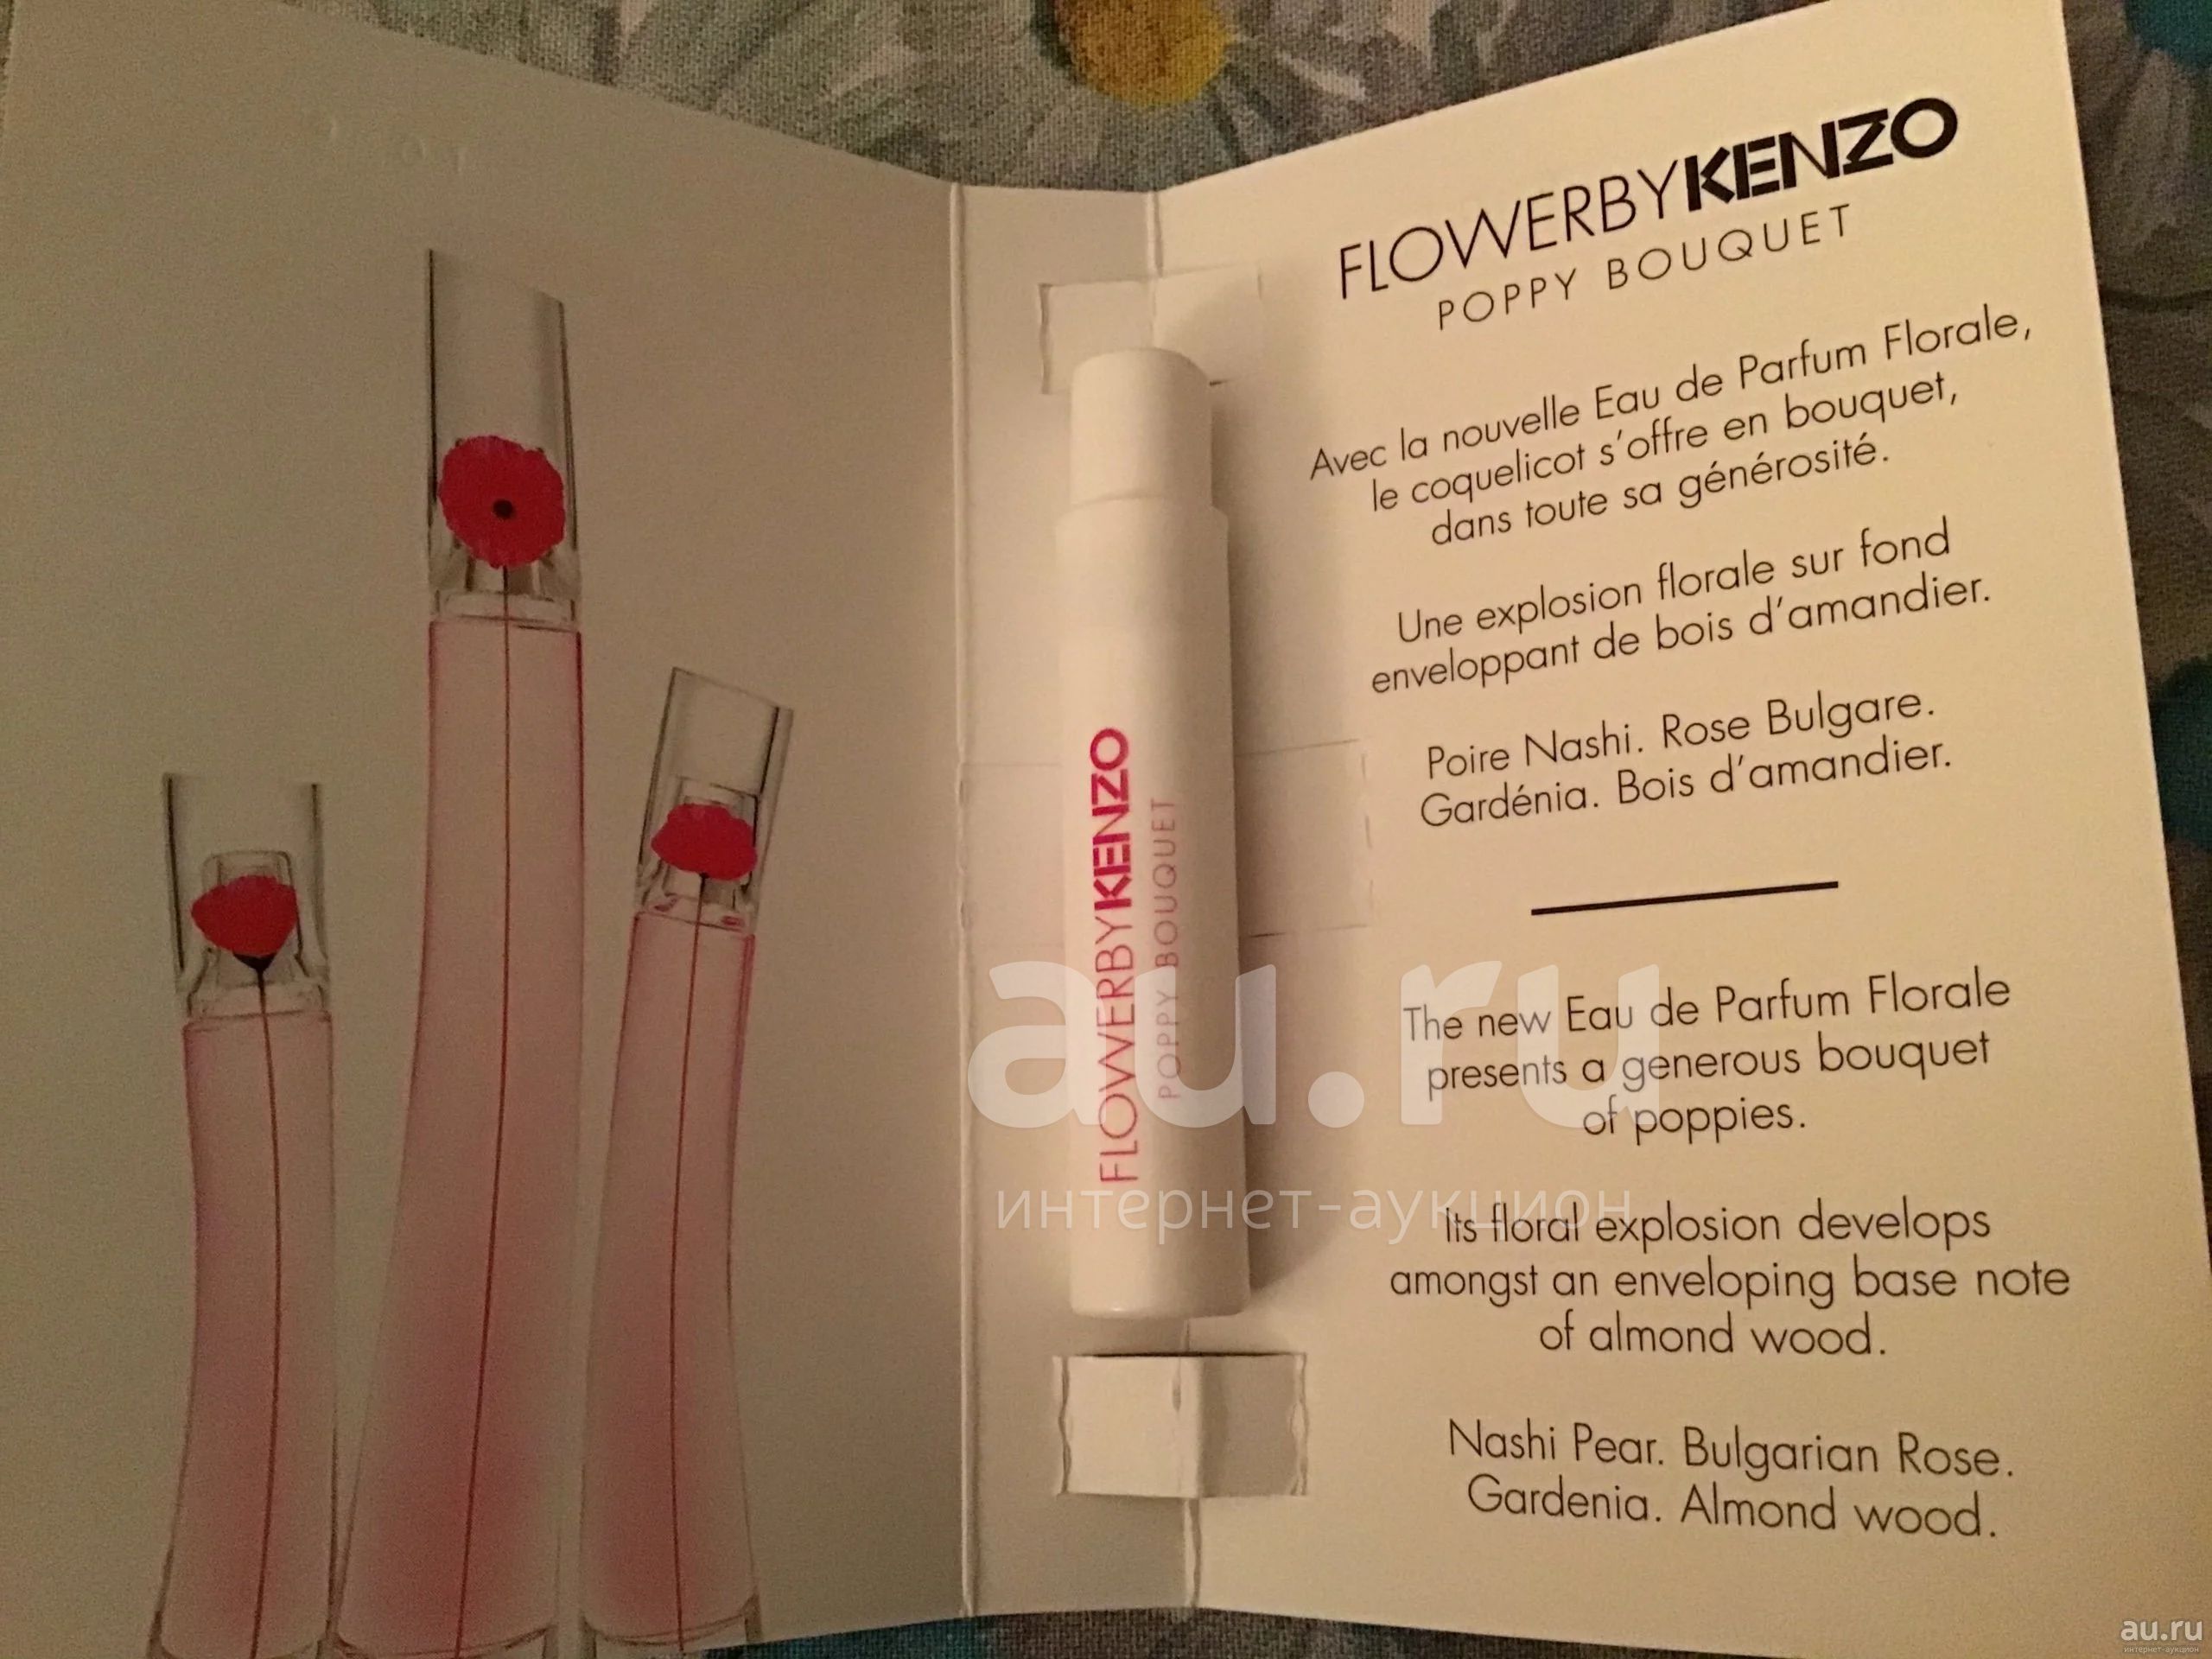 FLOWERBYKENZO
POPPY BOUQUET
Avec la nouvelle Eau de Parfum Florale,
le coquelicot s'offre en bouquet,
dans toute sa générosité.
Une explosion florale sur fond
enveloppant de bois d'amandier.
Poire Nashi. Rose Bulgare.
Gardénia. Bois d'amandier.
The new Eau de Parfum Florale
presents a generous bouquet
of poppies.
Its floral explosion develops
amongst an enveloping base note
of almond wood.
Nashi Pear. Bulgarian Rose.
Gardenia. Almond wood.
FLOWERBYKENZO
POPPY BOUQUET
au.ru
интернет-аукцион
au.ru
интернет-аукцион